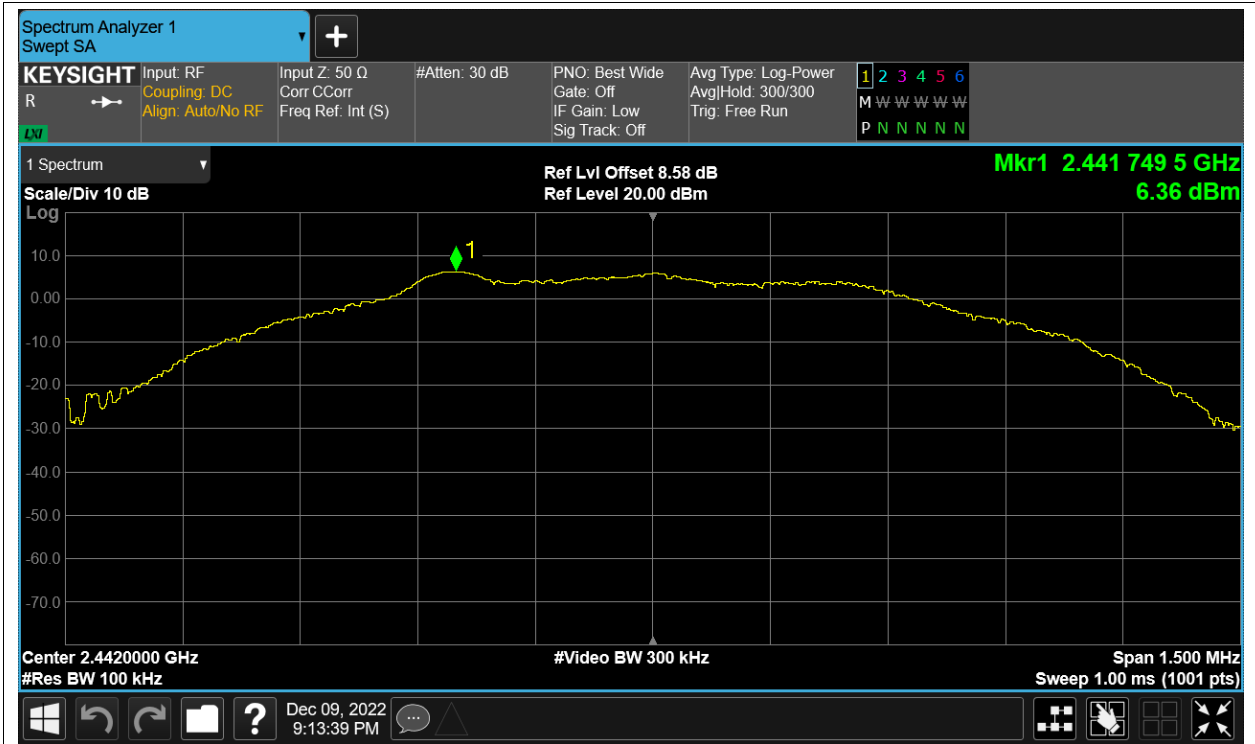 Spectrum Analyzer 1
Swept SA
+
KEYSIGHT
R
LXI
Input: RF
Coupling: DC
Align: Auto/No RF
Input Z: 50 Ω
Corr CCorr
Freq Ref: Int (S)
#Atten: 30 dB
PNO: Best Wide
Gate: Off
IF Gain: Low
Sig Track: Off
Avg Type: Log-Power
Avg|Hold: 300/300
Trig: Free Run
1 2 3 4 5 6
M W W W W W W
P N N N N N N
1 Spectrum
Scale/Div 10 dB
Log
Ref Lvl Offset 8.58 dB
Ref Level 20.00 dBm
Mkr1 2.441 749 5 GHz
6.36 dBm
1
10.0
0.00
-10.0
-20.0
-30.0
-40.0
-50.0
-60.0
-70.0
Center 2.4420000 GHz
#Res BW 100 kHz
#Video BW 300 kHz
Span 1.500 MHz
Sweep 1.00 ms (1001 pts)
?
Dec 09, 2022
9:13:39 PM